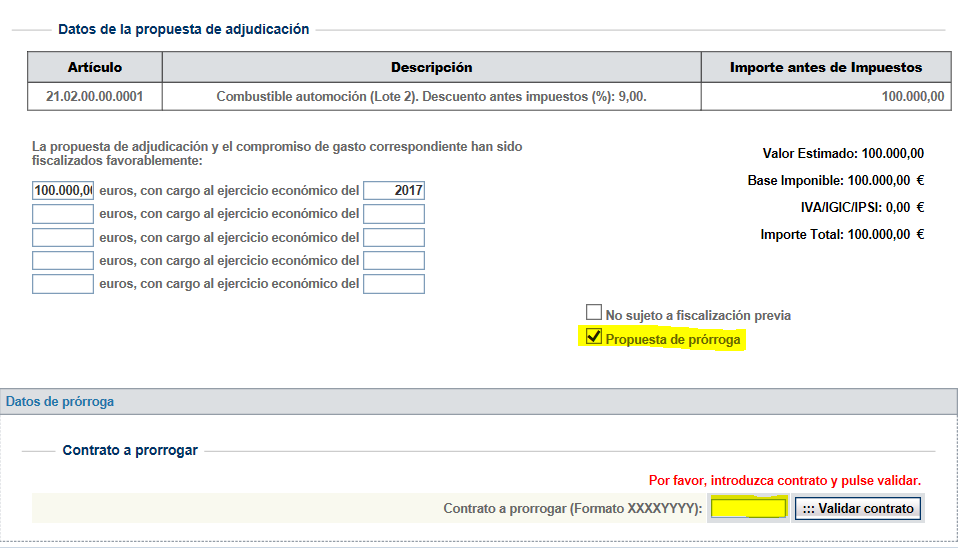 Datos de la propuesta de adjudicación
Artículo Descripción Importe antes de Impuestos
21.02.00.00.0001 Combustible automoción (Lote 2). Descuento antes impuestos (%): 9,00. 100.000,00
La propuesta de adjudicación y el compromiso de gasto correspondiente han sido
fiscalizados favorablemente:
100.000,0 euros, con cargo al ejercicio económico del 2017
euros, con cargo al ejercicio económico del
euros, con cargo al ejercicio económico del
euros, con cargo al ejercicio económico del
euros, con cargo al ejercicio económico del
Valor Estimado: 100.000,00
Base Imponible: 100.000,00 €
IVA/IGIC/IPSI: 0,00 €
Importe Total: 100.000,00 €
No sujeto a fiscalización previa
Propuesta de prórroga
Datos de prórroga
Contrato a prorrogar
Por favor, introduzca contrato y pulse validar.
Contrato a prorrogar (Formato XXXXYYYY): ::: Validar contrato